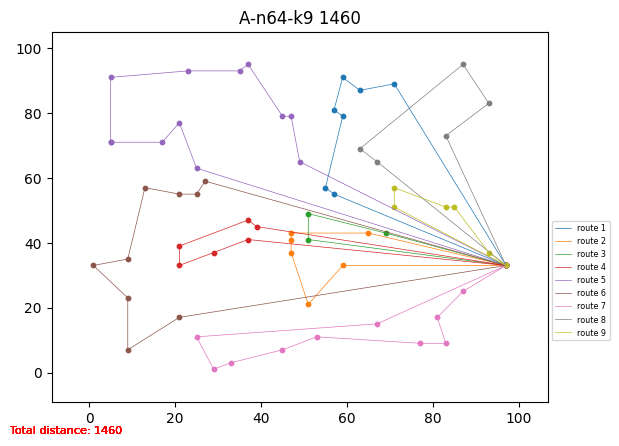 A-n64-k9 1460
100
80
60
40
20
0
0 20 40 60 80 100
route 1
route 2
route 3
route 4
route 5
route 6
route 7
route 8
route 9
Total distance: 1460